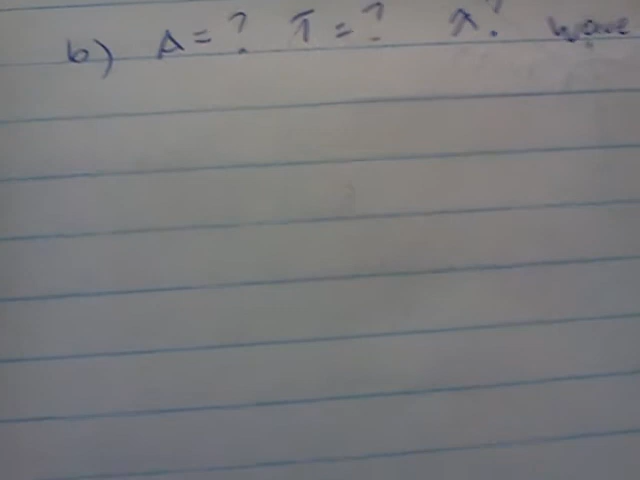 b) A = ? T = ? λ? wave